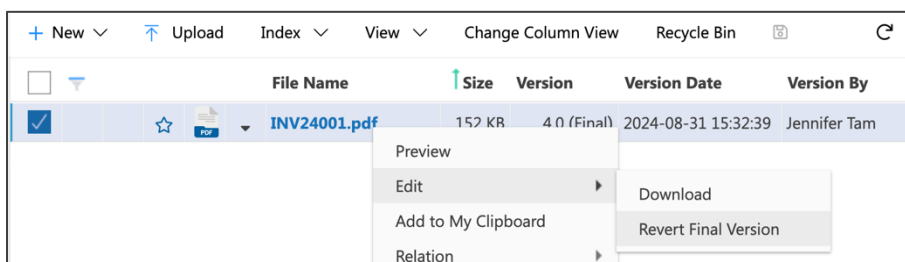 + New Upload Index View Change Column View Recycle Bin
File Name Size Version Version Date Version By
PDF INV24001.pdf 152 KB 4.0 (Final) 2024-08-31 15:32:39 Jennifer Tam
Preview
Edit
Download
Add to My Clipboard
Revert Final Version
Relation